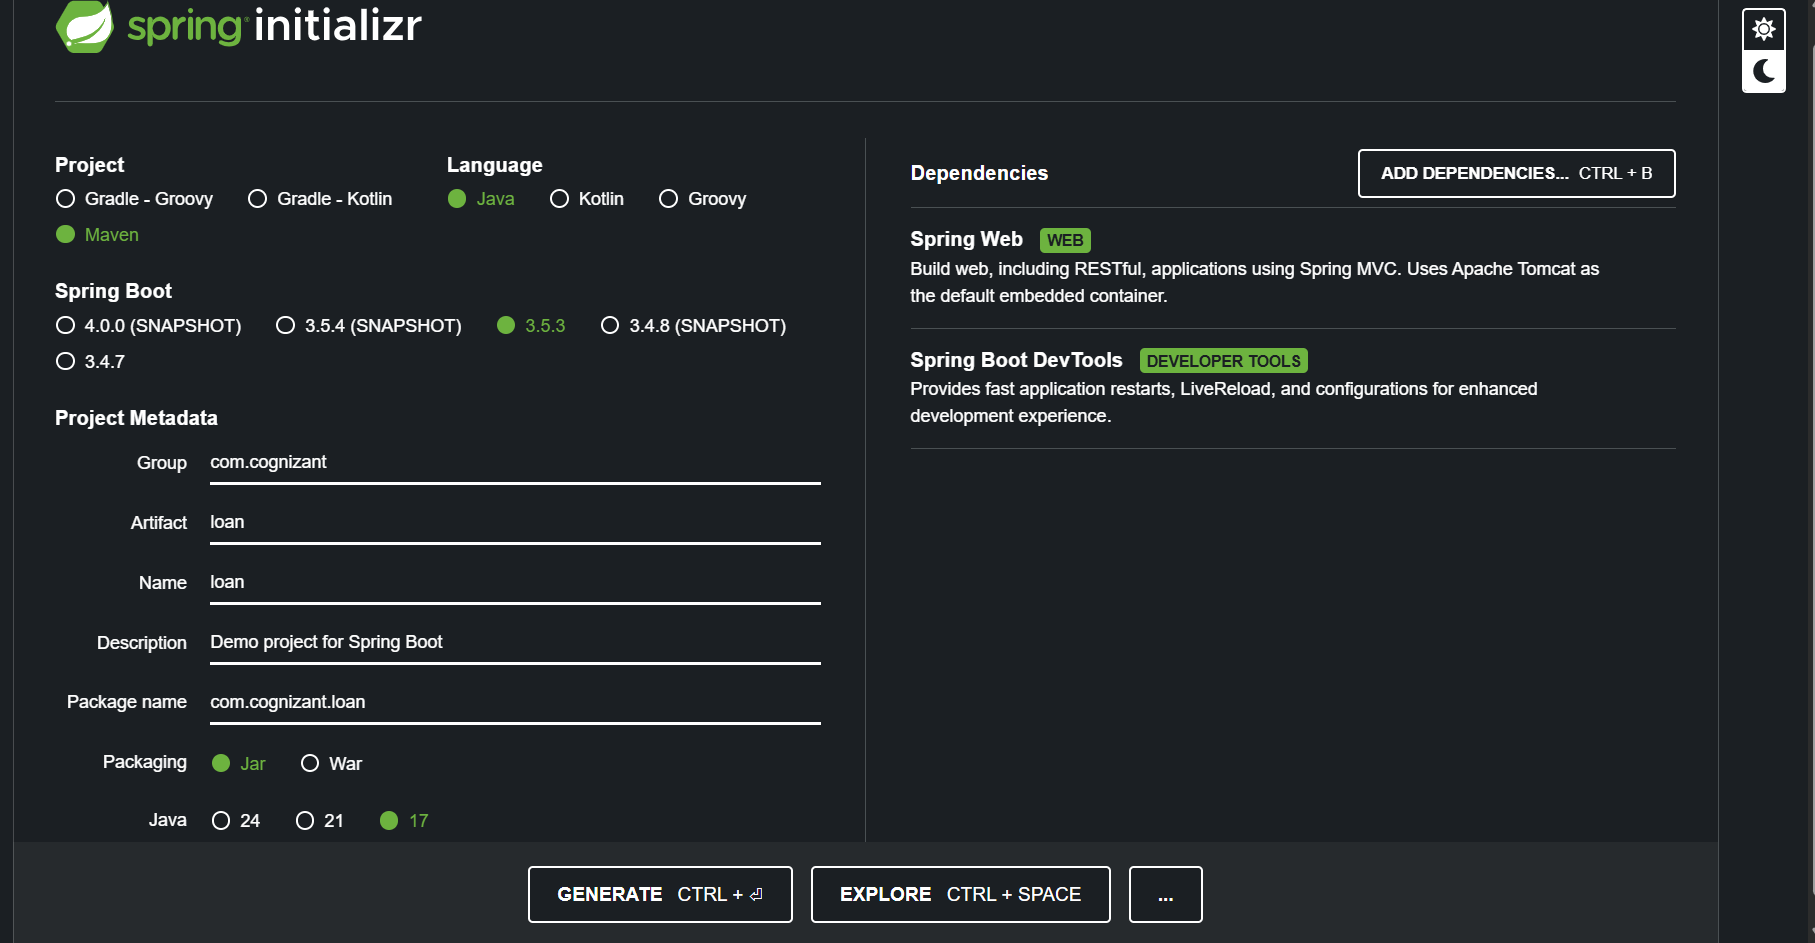 spring initializr
Project
Gradle - Groovy Gradle - Kotlin
Maven
Language
Java Kotlin Groovy
Spring Boot
4.0.0 (SNAPSHOT) 3.5.4 (SNAPSHOT) 3.5.3 3.4.8 (SNAPSHOT)
3.4.7
Project Metadata
Group com.cognizant
Artifact loan
Name loan
Description Demo project for Spring Boot
Package name com.cognizant.loan
Packaging Jar War
Java 24 21 17
Dependencies
ADD DEPENDENCIES... CTRL + B
Spring Web WEB
Build web, including RESTful, applications using Spring MVC. Uses Apache Tomcat as
the default embedded container.
Spring Boot DevTools DEVELOPER TOOLS
Provides fast application restarts, LiveReload, and configurations for enhanced
development experience.
GENERATE CTRL + ⏎ EXPLORE CTRL + SPACE ...